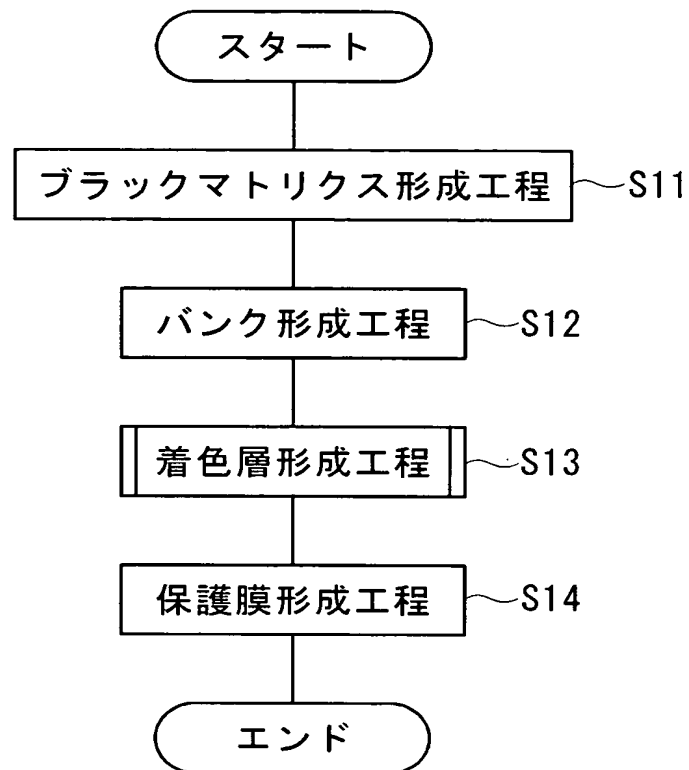 スタート
ブラックマトリクス形成工程 S11
バンク形成工程 S12
着色層形成工程 S13
保護膜形成工程 S14
エンド